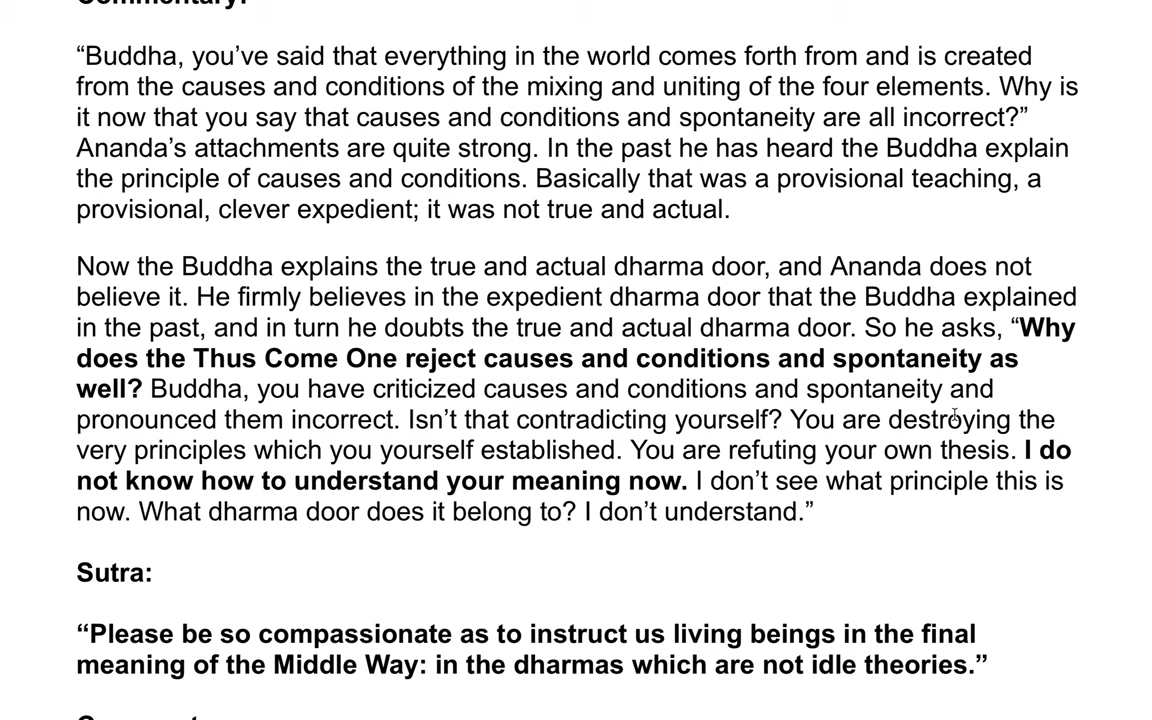 Commentary:
“Buddha, you’ve said that everything in the world comes forth from and is created
from the causes and conditions of the mixing and uniting of the four elements. Why is
it now that you say that causes and conditions and spontaneity are all incorrect?”
Ananda’s attachments are quite strong. In the past he has heard the Buddha explain
the principle of causes and conditions. Basically that was a provisional teaching, a
provisional, clever expedient; it was not true and actual.
Now the Buddha explains the true and actual dharma door, and Ananda does not
believe it. He firmly believes in the expedient dharma door that the Buddha explained
in the past, and in turn he doubts the true and actual dharma door. So he asks, “Why
does the Thus Come One reject causes and conditions and spontaneity as
well? Buddha, you have criticized causes and conditions and spontaneity and
pronounced them incorrect. Isn’t that contradicting yourself? You are destroying the
very principles which you yourself established. You are refuting your own thesis. I do
not know how to understand your meaning now. I don’t see what principle this is
now. What dharma door does it belong to? I don’t understand.”
Sutra:
“Please be so compassionate as to instruct us living beings in the final
meaning of the Middle Way: in the dharmas which are not idle theories.”